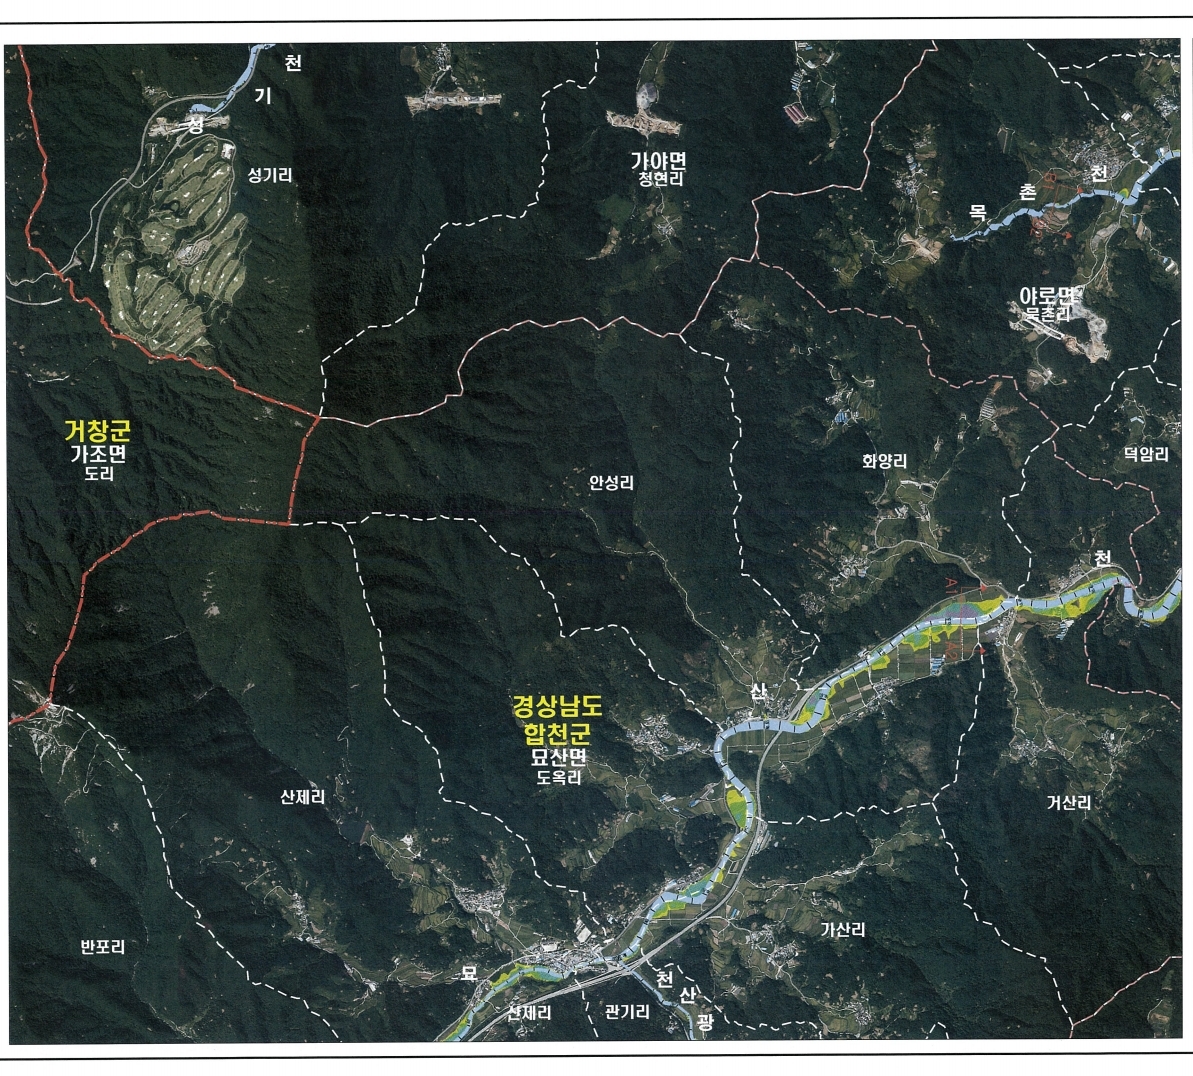 천
기
성
성기리
가야면
청현리
천
촌
목
야로면
묵촌리
거창군
가조면
도리
안성리
화양리
덕암리
천
산
경상남도
합천군
묘산면
도옥리
산제리
거산리
가산리
반포리
묘
산제리
관기리
천
산
광